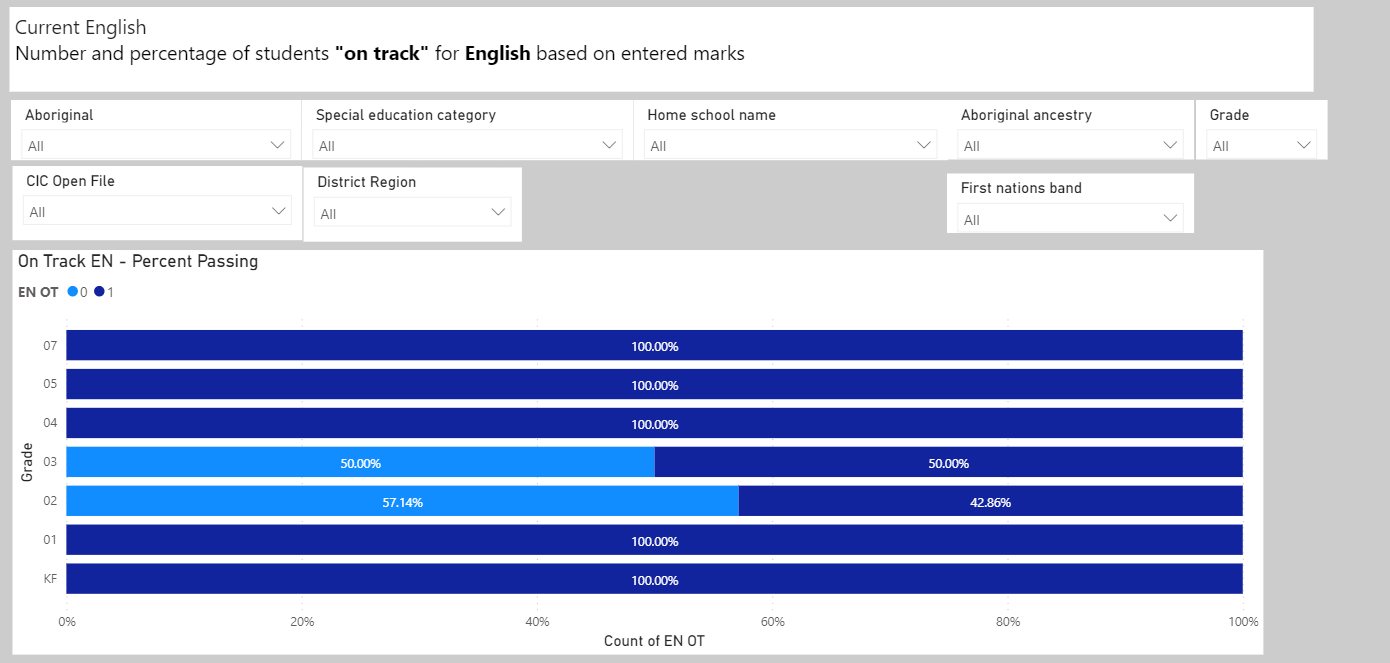 Current English
Number and percentage of students "on track" for English based on entered marks
Aboriginal
All
Special education category
All
Home school name
All
Aboriginal ancestry
All
Grade
All
CIC Open File
All
District Region
All
First nations band
All
On Track EN - Percent Passing
EN OT 0 1
07 100.00%
05 100.00%
04 100.00%
03 50.00% 50.00%
02 57.14% 42.86%
01 100.00%
KF 100.00%
Grade
0% 20% 40% 60% 80% 100%
Count of EN OT